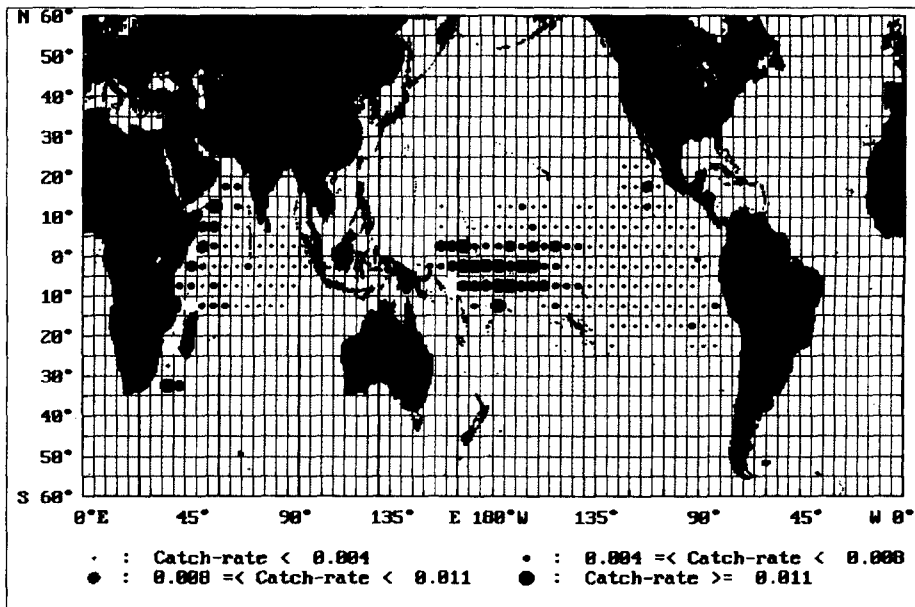 N 60°
50°
40°
30°
20°
10°
0°
10°
20°
30°
40°
50°
S 60°
0°E 45° 90° 135° E 180°W 135° 90° 45° W 0°
· : Catch-rate < 0.004
• : 0.004 =< Catch-rate < 0.008
● : 0.008 =< Catch-rate < 0.011
● : Catch-rate >= 0.011